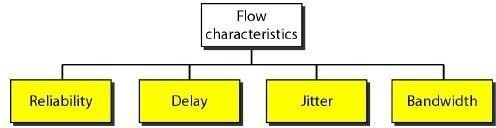 Flow
characteristics
Reliability
Delay
Jitter
Bandwidth